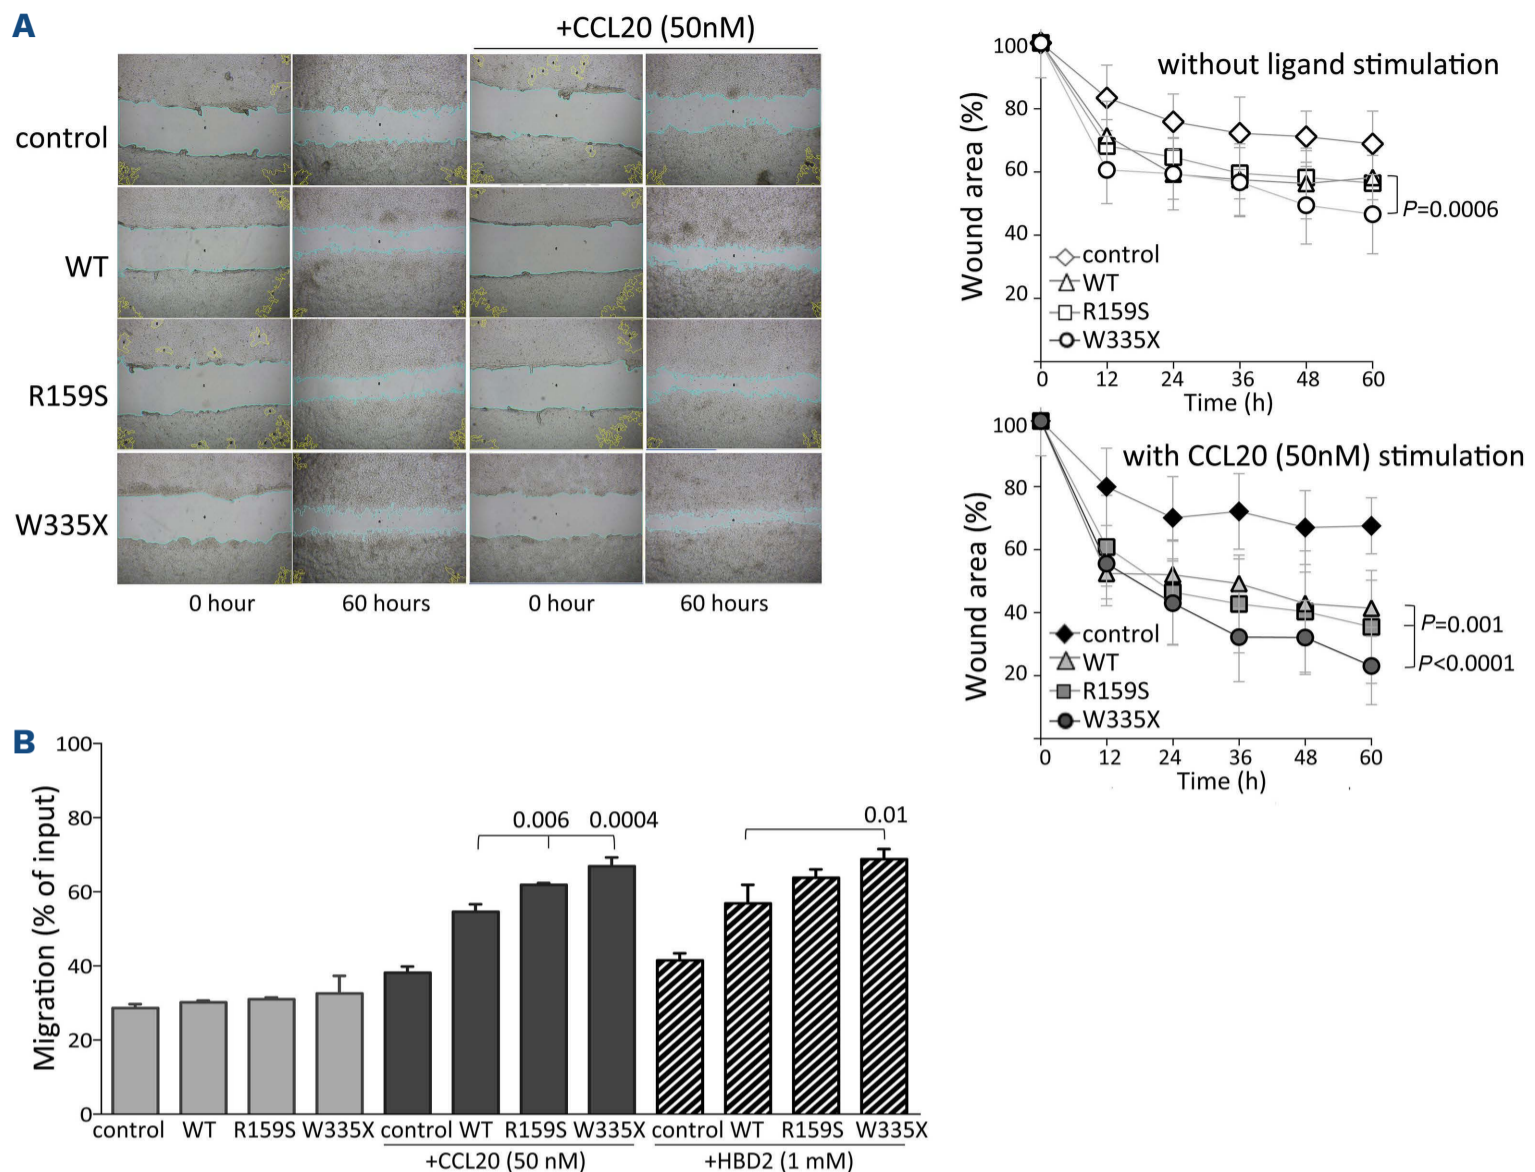 A
+CCL20 (50nM)
control
WT
R159S
W335X
0 hour
60 hours
0 hour
60 hours
without ligand stimulation
Wound area (%)
100
80
60
40
20
P=0.0006
control
WT
R159S
W335X
0 12 24 36 48 60
Time (h)
with CCL20 (50nM) stimulation
Wound area (%)
100
80
60
40
20
P=0.001
P<0.0001
control
WT
R159S
W335X
0 12 24 36 48 60
Time (h)
B
Migration (% of input)
100
80
60
40
20
0
0.006 0.0004
0.01
control WT R159S W335X control WT R159S W335X control WT R159S W335X
+CCL20 (50 nM)
+HBD2 (1 mM)